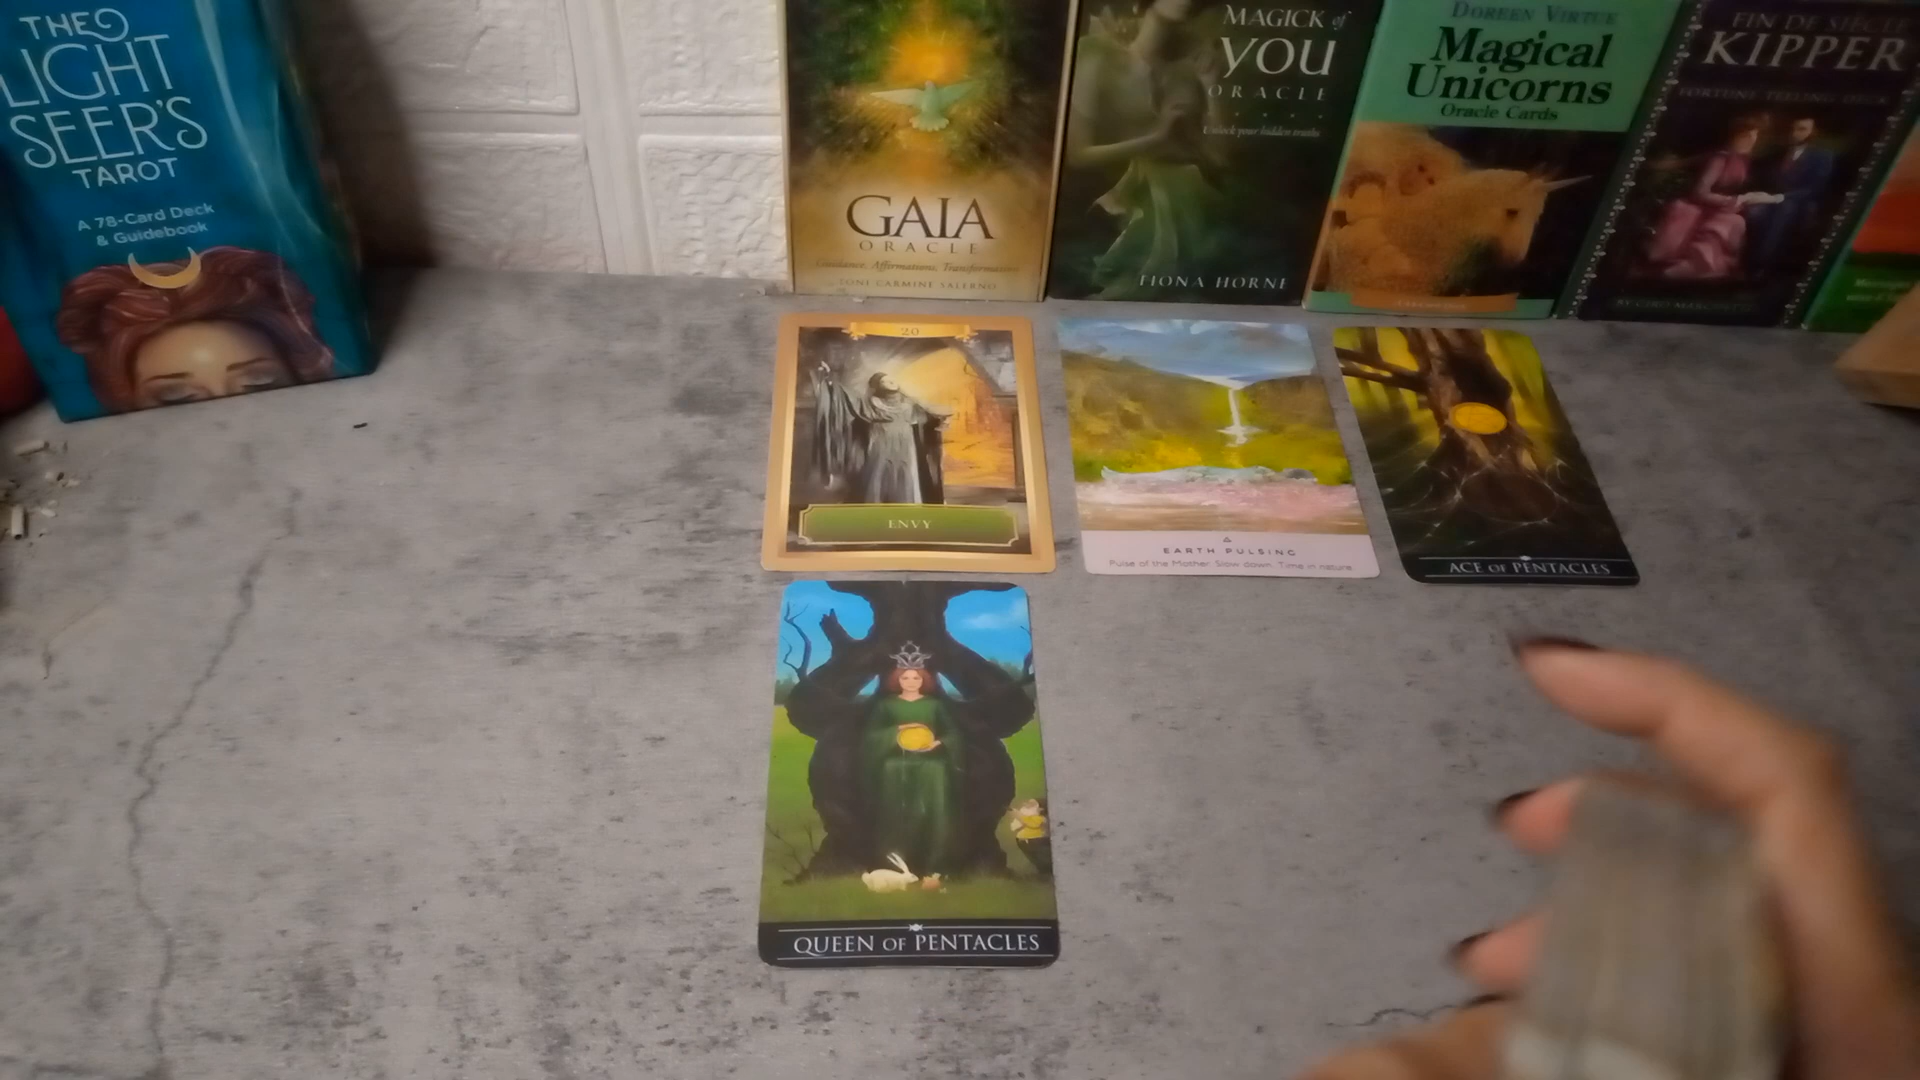 THE
LIGHT
SEER'S
TAROT
A 78-Card Deck
& Guidebook
GAIA
ORACLE
Guidance, Affirmations, Transformation
TONI CARMINE SALERNO
MAGICK of
YOU
ORACLE
Unlock your hidden truths
FIONA HORNE
DOREEN VIRTUE
Magical
Unicorns
Oracle Cards
FIN DE SIÈCLE
KIPPER
FORTUNE TELLING DECK
20
ENVY
EARTH PULSING
Pulse of the Mother. Slow down. Time in nature.
ACE OF PENTACLES
QUEEN OF PENTACLES